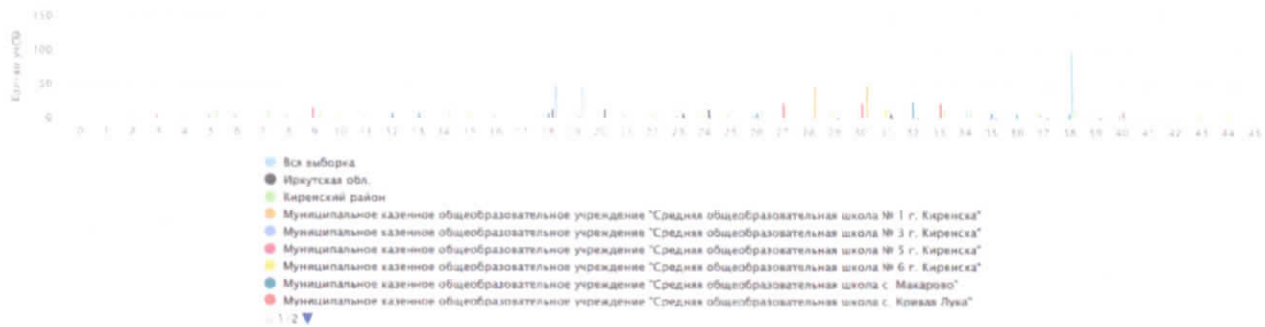 150
Кол-во уч-ся
100
50
0
0 1 2 3 4 5 6 7 8 9 10 11 12 13 14 15 16 17 18 19 20 21 22 23 24 25 26 27 28 29 30 31 32 33 34 35 36 37 38 39 40 41 42 43 44 45
Вся выборка
Иркутская обл.
Киренский район
Муниципальное казенное общеобразовательное учреждение "Средняя общеобразовательная школа № 1 г. Киренска"
Муниципальное казенное общеобразовательное учреждение "Средняя общеобразовательная школа № 3 г. Киренска"
Муниципальное казенное общеобразовательное учреждение "Средняя общеобразовательная школа № 5 г. Киренска"
Муниципальное казенное общеобразовательное учреждение "Средняя общеобразовательная школа № 6 г. Киренска"
Муниципальное казенное общеобразовательное учреждение "Средняя общеобразовательная школа с. Макарово"
Муниципальное казенное общеобразовательное учреждение "Средняя общеобразовательная школа с. Кривая Лука"
1/2